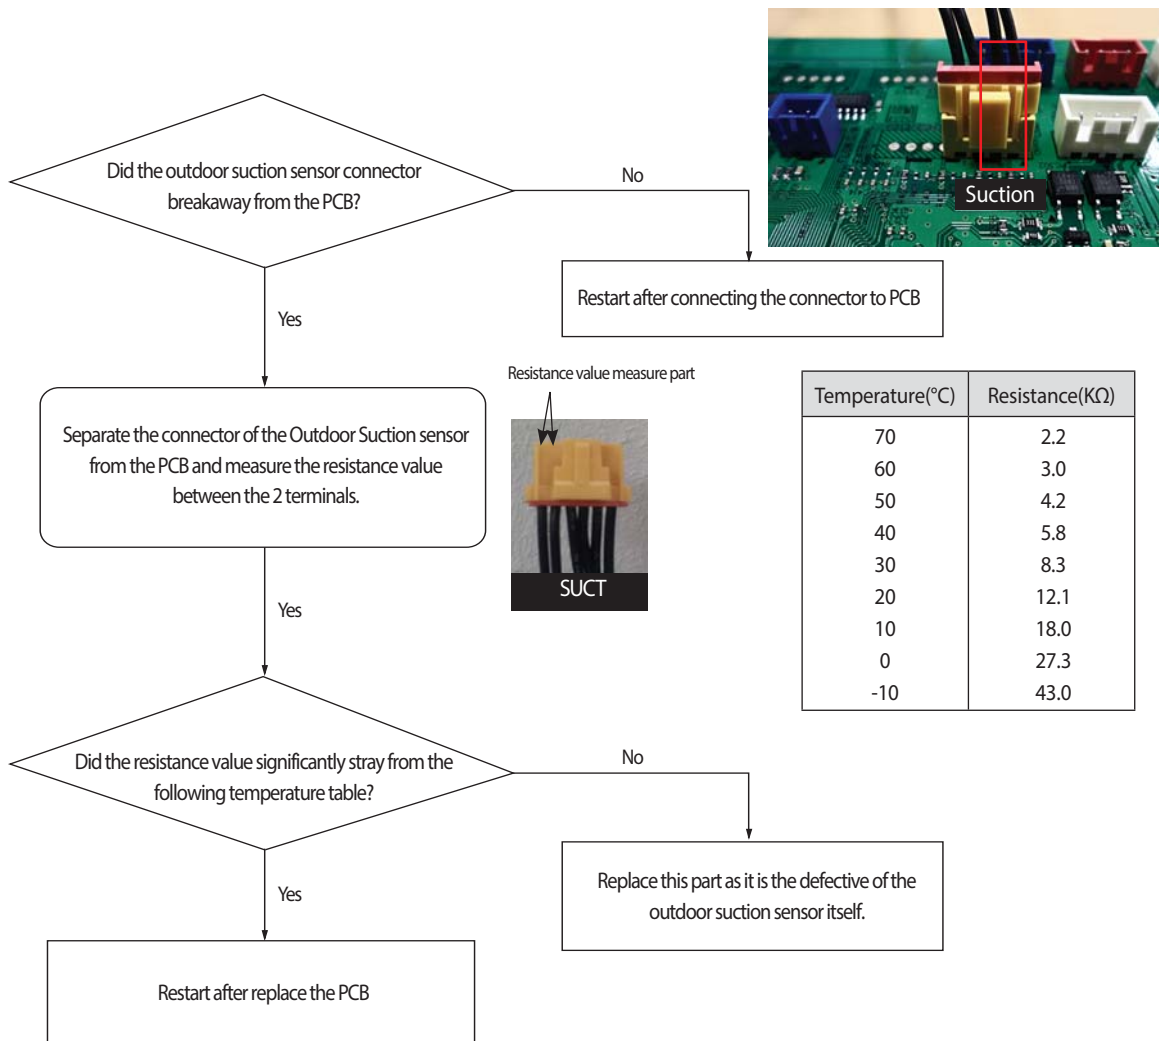 Suction
Did the outdoor suction sensor connector
breakaway from the PCB?
No
Restart after connecting the connector to PCB
Yes
Resistance value measure part
Separate the connector of the Outdoor Suction sensor
from the PCB and measure the resistance value
between the 2 terminals.
SUCT
Temperature(°C) Resistance(KΩ)
70 2.2
60 3.0
50 4.2
40 5.8
30 8.3
20 12.1
10 18.0
0 27.3
-10 43.0
Yes
Did the resistance value significantly stray from the
following temperature table?
No
Replace this part as it is the defective of the
outdoor suction sensor itself.
Yes
Restart after replace the PCB